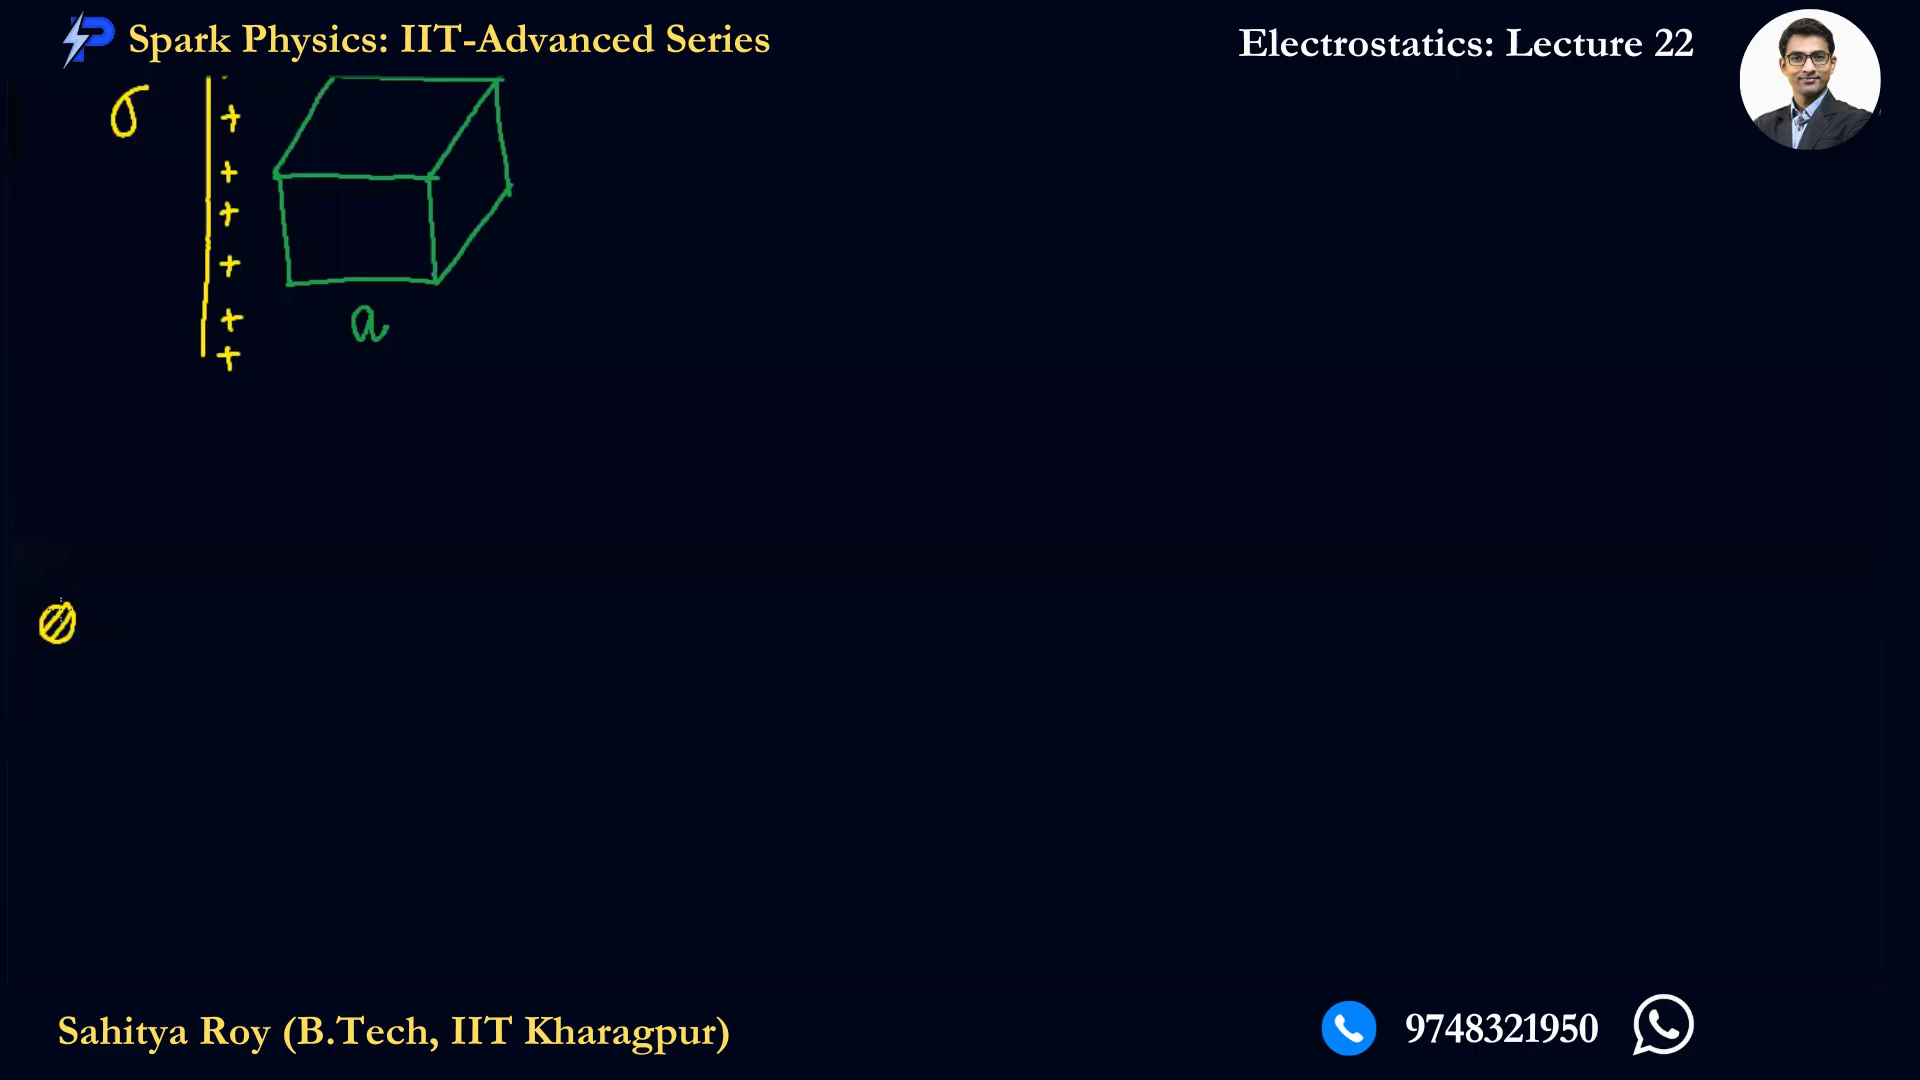 Spark Physics: IIT-Advanced Series
Electrostatics: Lecture 22
σ
+
+
+
+
+
+
a
Sahitya Roy (B.Tech, IIT Kharagpur)
9748321950